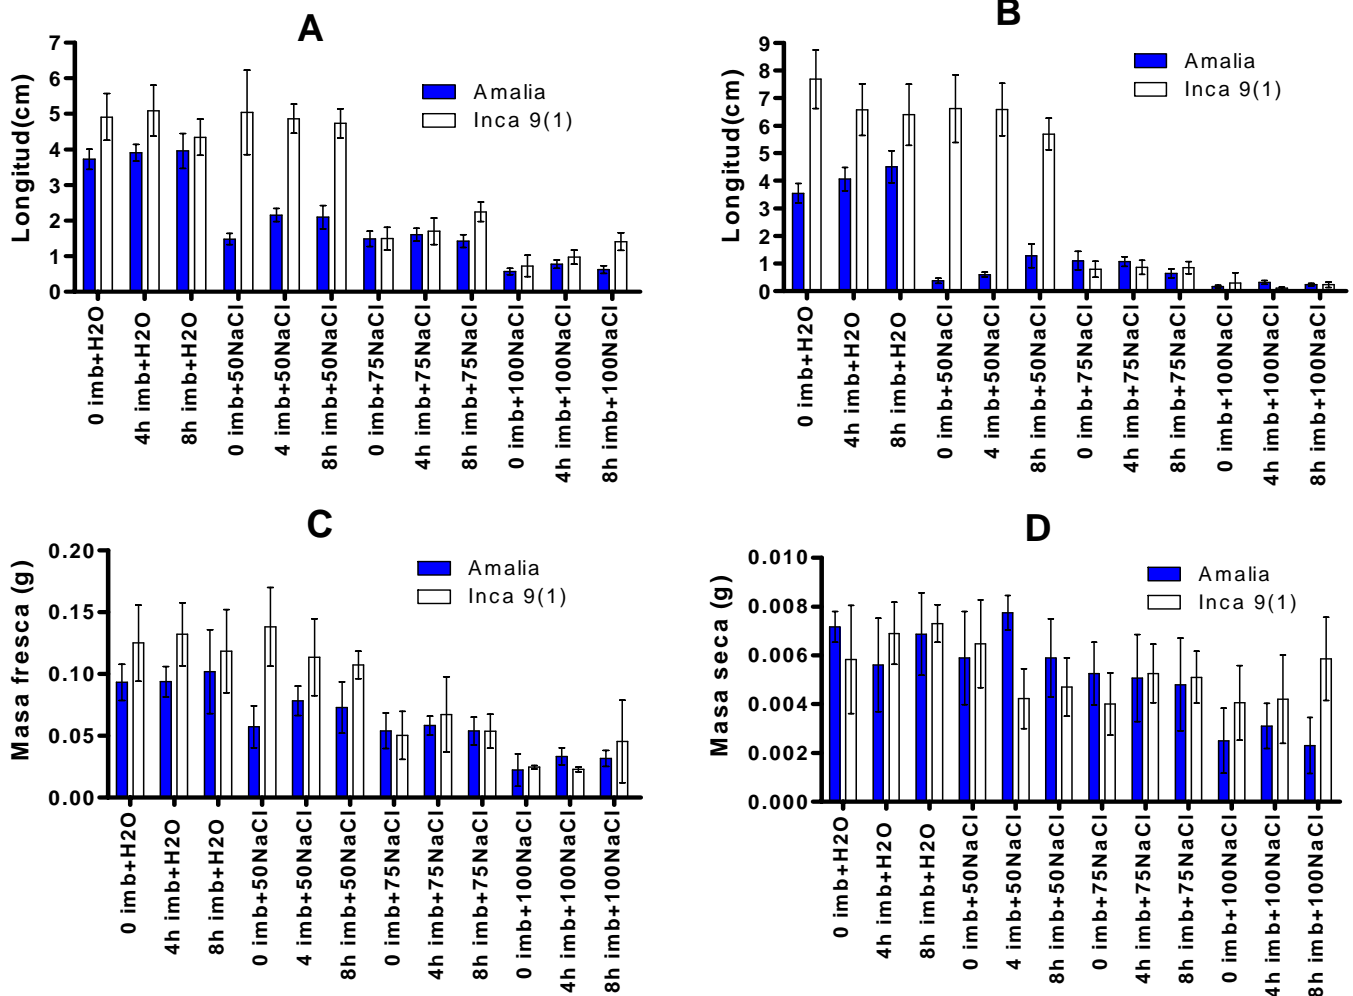 A
Longitud(cm)
7
6
5
4
3
2
1
0
Amalia
Inca 9(1)
0 imb+H2O
4h imb+H2O
8h imb+H2O
0 imb+50NaCl
4 imb+50NaCl
8h imb+50NaCl
0 imb+75NaCl
4h imb+75NaCl
8h imb+75NaCl
0 imb+100NaCl
4h imb+100NaCl
8h imb+100NaCl
B
Longitud(cm)
9
8
7
6
5
4
3
2
1
0
Amalia
Inca 9(1)
0 imb+H2O
4h imb+H2O
8h imb+H2O
0 imb+50NaCl
4 imb+50NaCl
8h imb+50NaCl
0 imb+75NaCl
4h imb+75NaCl
8h imb+75NaCl
0 imb+100NaCl
4h imb+100NaCl
8h imb+100NaCl
C
Masa fresca (g)
0.20
0.15
0.10
0.05
0.00
Amalia
Inca 9(1)
0 imb+H2O
4h imb+H2O
8h imb+H2O
0 imb+50NaCl
4 imb+50NaCl
8h imb+50NaCl
0 imb+75NaCl
4h imb+75NaCl
8h imb+75NaCl
0 imb+100NaCl
4h imb+100NaCl
8h imb+100NaCl
D
Masa seca (g)
0.010
0.008
0.006
0.004
0.002
0.000
Amalia
Inca 9(1)
0 imb+H2O
4h imb+H2O
8h imb+H2O
0 imb+50NaCl
4 imb+50NaCl
8h imb+50NaCl
0 imb+75NaCl
4h imb+75NaCl
8h imb+75NaCl
0 imb+100NaCl
4h imb+100NaCl
8h imb+100NaCl